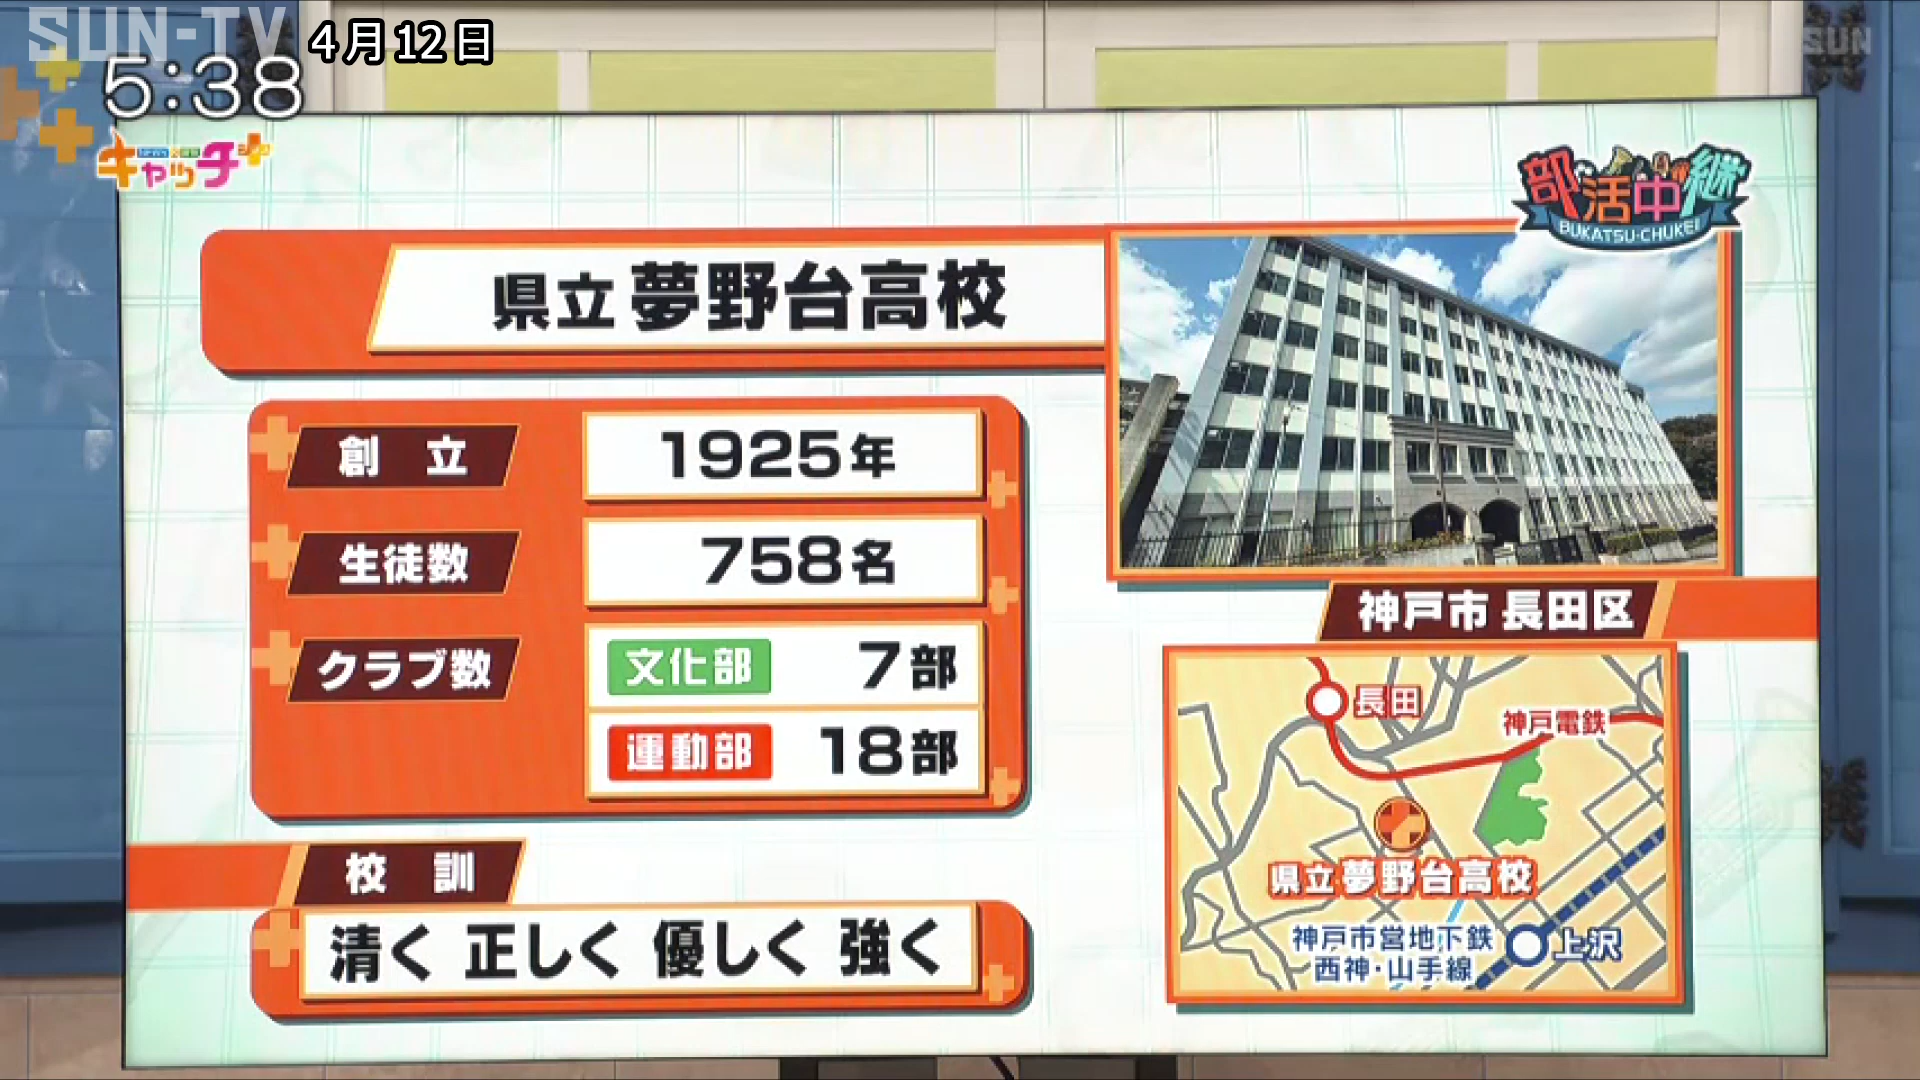 SUN-TV
4月12日
SUN
5:38
キャッチ+
部活中継
BUKATSU-CHUKEI
県立 夢野台高校
創 立
1925年
生徒数
758名
クラブ数
文化部 7部
運動部 18部
校 訓
清く 正しく 優しく 強く
神戸市 長田区
長田
神戸電鉄
県立夢野台高校
神戸市営地下鉄
西神・山手線
上沢